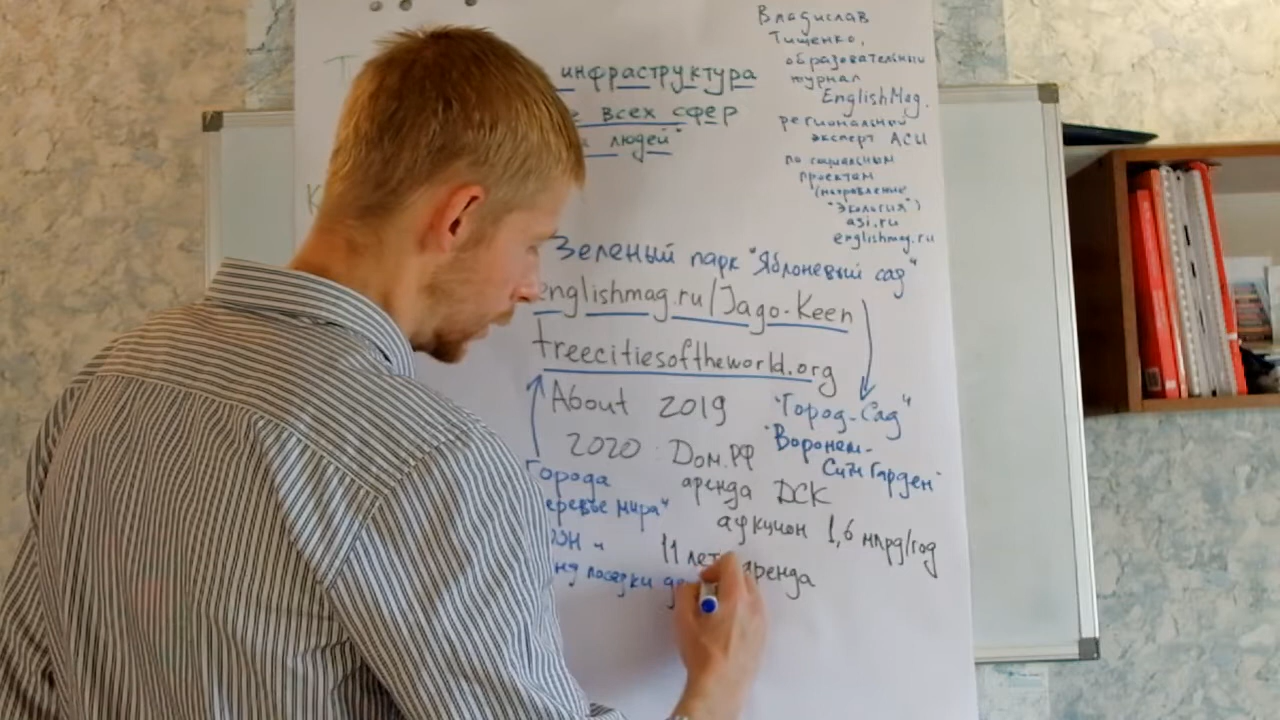 Владислав
Тищенко,
образовательный
журнал
EnglishMag.
региональный
эксперт АСИ
по социальным
проектам
(направление
"Экология")
asi.ru
englishmag.ru
инфраструктура
всех сфер
людей"
Зеленый парк "Яблоневый сад"
englishmag.ru/Jago-Keen
treecitiesoftheworld.org
About 2019
"Город-Сад"
2020: Дом.РФ
"Воронеж-
Сити Гарден"
Города
аренда ДСК
еревье мира"
аукцион 1,6 млрд/год
11 лет аренда
нд посадки де